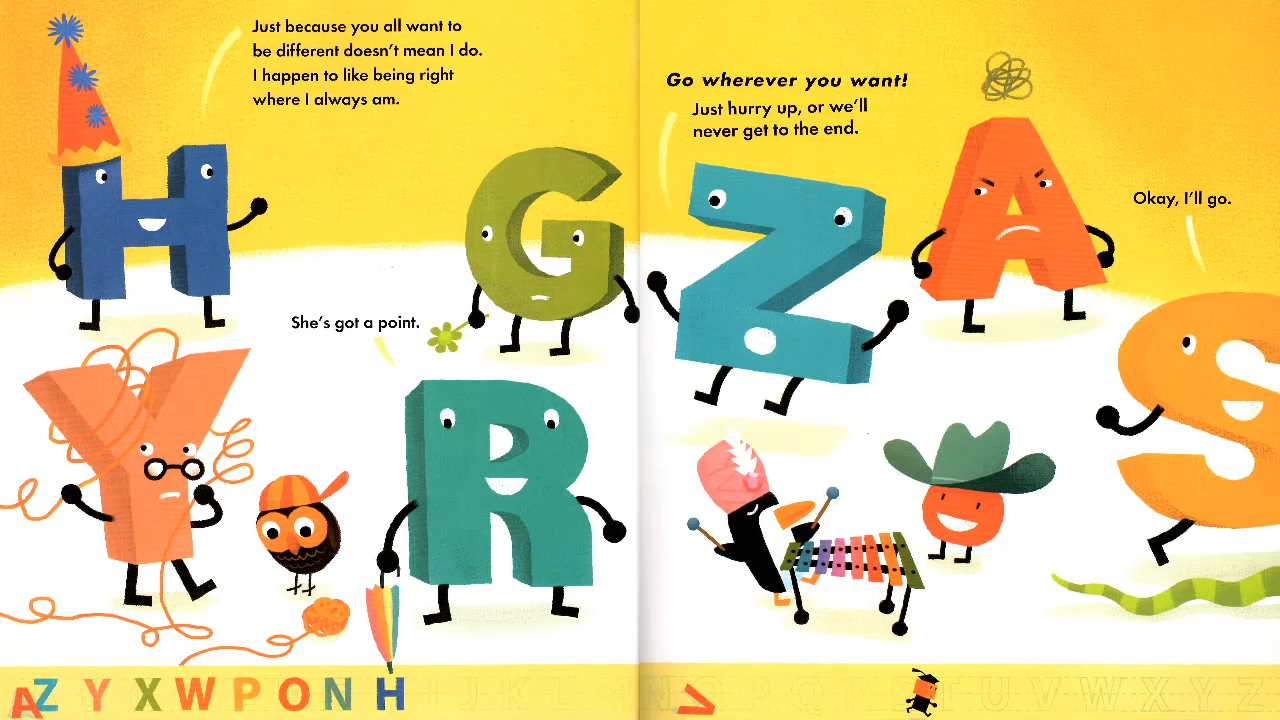 Just because you all want to
be different doesn't mean I do.
I happen to like being right
where I always am.
She's got a point.
Go wherever you want!
Just hurry up, or we'll
never get to the end.
Okay, I'll go.
H G Z A
Y R S
A Z Y X W P O N H I J K L N O P Q T U V W X Y Z